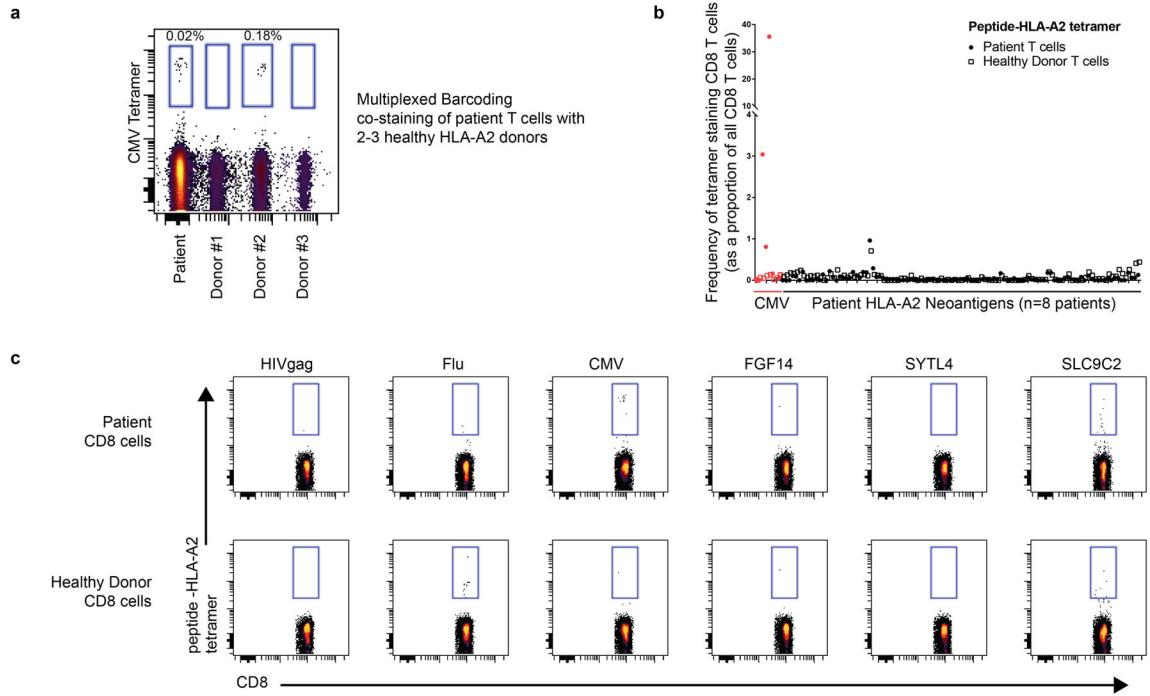 a
0.02%
0.18%
CMV Tetramer
Patient
Donor #1
Donor #2
Donor #3
Multiplexed Barcoding
co-staining of patient T cells with
2-3 healthy HLA-A2 donors
b
Frequency of tetramer staining CD8 T cells
(as a proportion of all CD8 T cells)
40
30
20
10
4
3
2
1
0
Peptide-HLA-A2 tetramer
Patient T cells
Healthy Donor T cells
CMV
Patient HLA-A2 Neoantigens (n=8 patients)
c
HIVgag
Flu
CMV
FGF14
SYTL4
SLC9C2
Patient
CD8 cells
Healthy Donor
CD8 cells
peptide -HLA-A2
tetramer
CD8